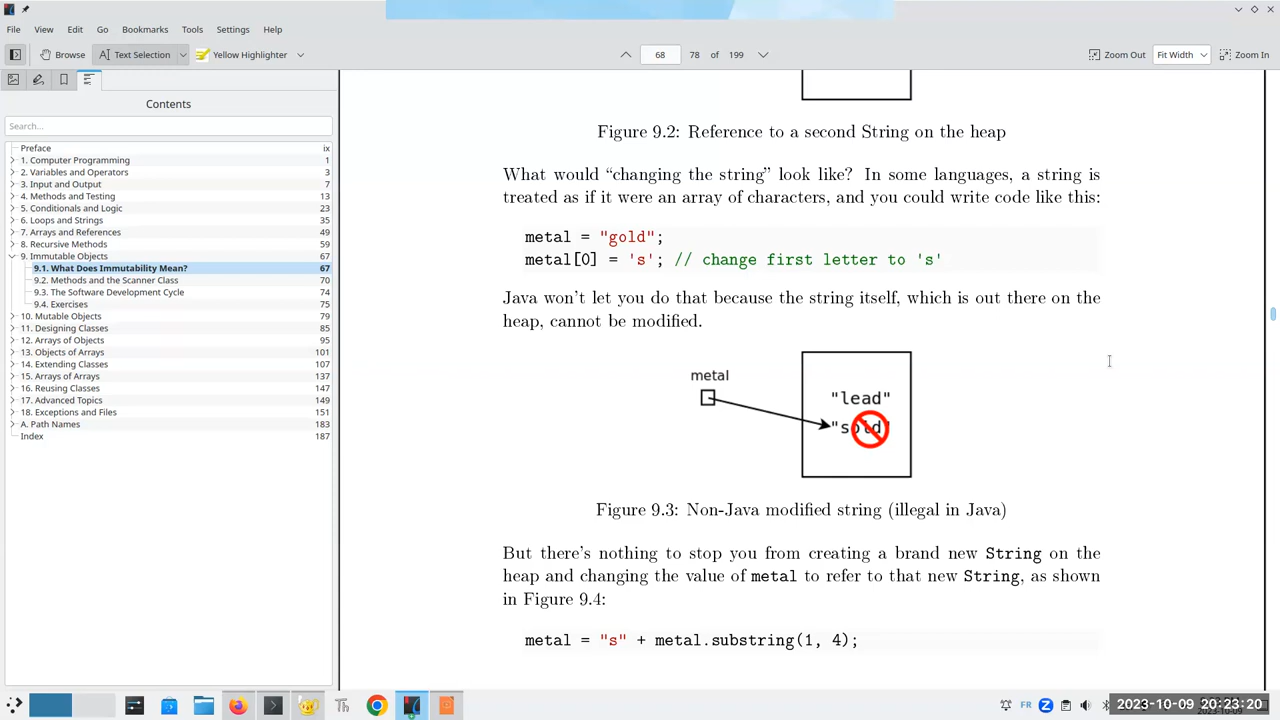 File View Edit Go Bookmarks Tools Settings Help
Browse Text Selection Yellow Highlighter 68 78 of 199 Zoom Out Fit Width Zoom In
Contents
Search...
Preface ix
1. Computer Programming 1
2. Variables and Operators 3
3. Input and Output 7
4. Methods and Testing 13
5. Conditionals and Logic 23
6. Loops and Strings 35
7. Arrays and References 49
8. Recursive Methods 59
9. Immutable Objects 67
9.1. What Does Immutability Mean? 67
9.2. Methods and the Scanner Class 70
9.3. The Software Development Cycle 74
9.4. Exercises 75
10. Mutable Objects 79
11. Designing Classes 85
12. Arrays of Objects 95
13. Objects of Arrays 101
14. Extending Classes 107
15. Arrays of Arrays 137
16. Reusing Classes 147
17. Advanced Topics 149
18. Exceptions and Files 151
A. Path Names 183
Index 187
Figure 9.2: Reference to a second String on the heap
What would “changing the string” look like? In some languages, a string is
treated as if it were an array of characters, and you could write code like this:
metal = "gold";
metal[0] = 's'; // change first letter to 's'
Java won’t let you do that because the string itself, which is out there on the
heap, cannot be modified.
metal
"lead"
"sold"
Figure 9.3: Non-Java modified string (illegal in Java)
But there’s nothing to stop you from creating a brand new String on the
heap and changing the value of metal to refer to that new String, as shown
in Figure 9.4:
metal = "s" + metal.substring(1, 4);
FR
2023-10-09 20:23:20